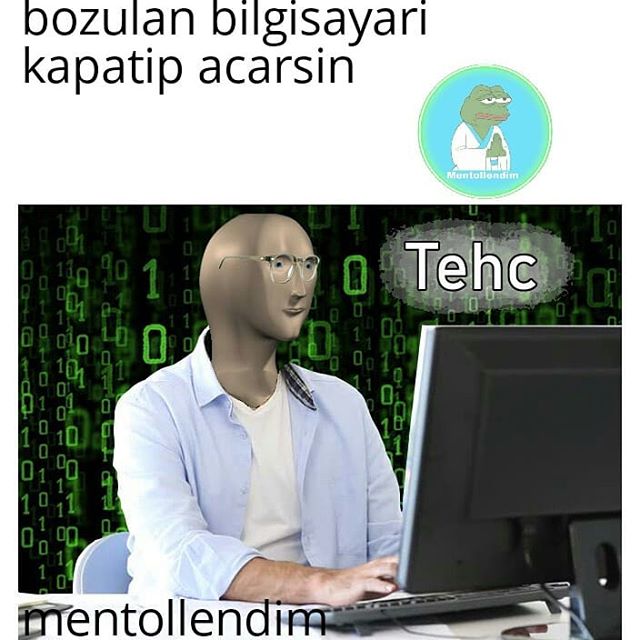 bozulan bilgisayari
kapatip acarsin
Mentollendim
Tehc
mentollendim